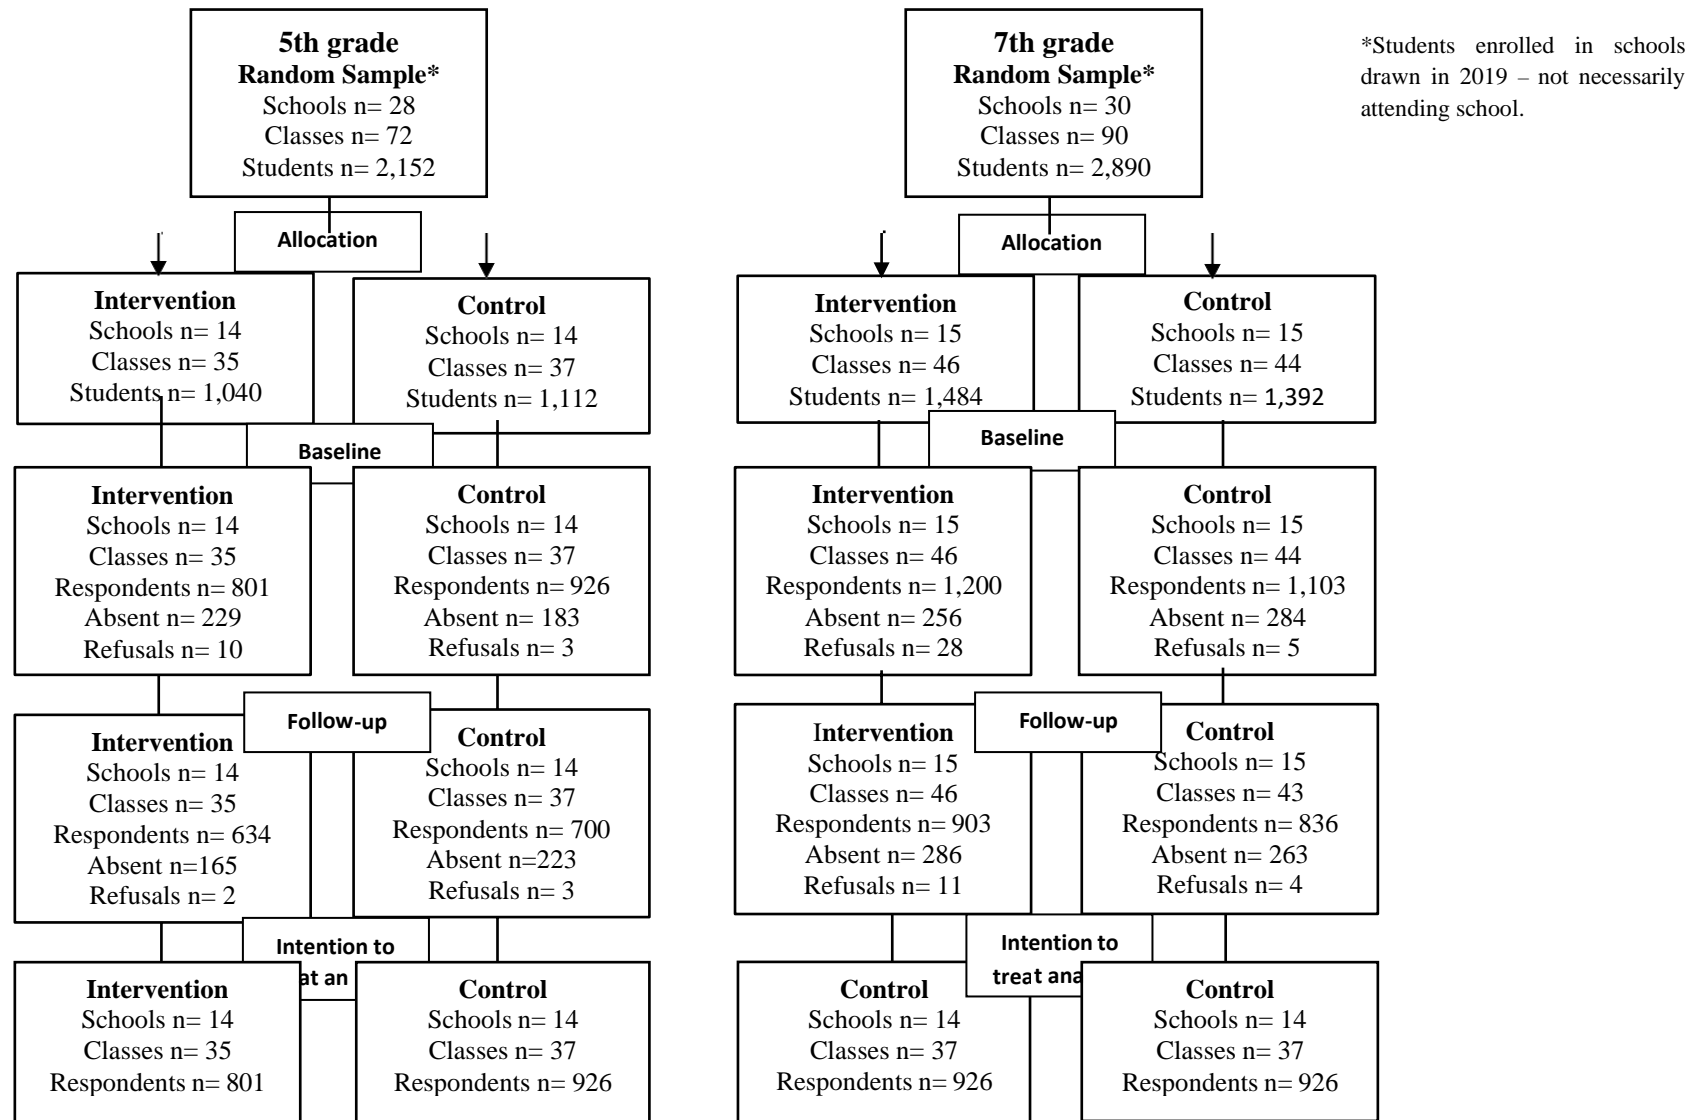 5th grade
Random Sample*
Schools n= 28
Classes n= 72
Students n= 2,152
Allocation
Intervention
Schools n= 14
Classes n= 35
Students n= 1,040
Control
Schools n= 14
Classes n= 37
Students n= 1,112
Baseline
Intervention
Schools n= 14
Classes n= 35
Respondents n= 801
Absent n= 229
Refusals n= 10
Control
Schools n= 14
Classes n= 37
Respondents n= 926
Absent n= 183
Refusals n= 3
Follow-up
Intervention
Schools n= 14
Classes n= 35
Respondents n= 634
Absent n=165
Refusals n= 2
Control
Schools n= 14
Classes n= 37
Respondents n= 700
Absent n=223
Refusals n= 3
Intention to
at an
Intervention
Schools n= 14
Classes n= 35
Respondents n= 801
Control
Schools n= 14
Classes n= 37
Respondents n= 926
7th grade
Random Sample*
Schools n= 30
Classes n= 90
Students n= 2,890
Allocation
Intervention
Schools n= 15
Classes n= 46
Students n= 1,484
Control
Schools n= 15
Classes n= 44
Students n= 1,392
Baseline
Intervention
Schools n= 15
Classes n= 46
Respondents n= 1,200
Absent n= 256
Refusals n= 28
Control
Schools n= 15
Classes n= 44
Respondents n= 1,103
Absent n= 284
Refusals n= 5
Follow-up
Intervention
Schools n= 15
Classes n= 46
Respondents n= 903
Absent n= 286
Refusals n= 11
Control
Schools n= 15
Classes n= 43
Respondents n= 836
Absent n= 263
Refusals n= 4
Intention to
treat ana
Control
Schools n= 14
Classes n= 37
Respondents n= 926
Control
Schools n= 14
Classes n= 37
Respondents n= 926
*Students enrolled in schools
drawn in 2019 – not necessarily
attending school.